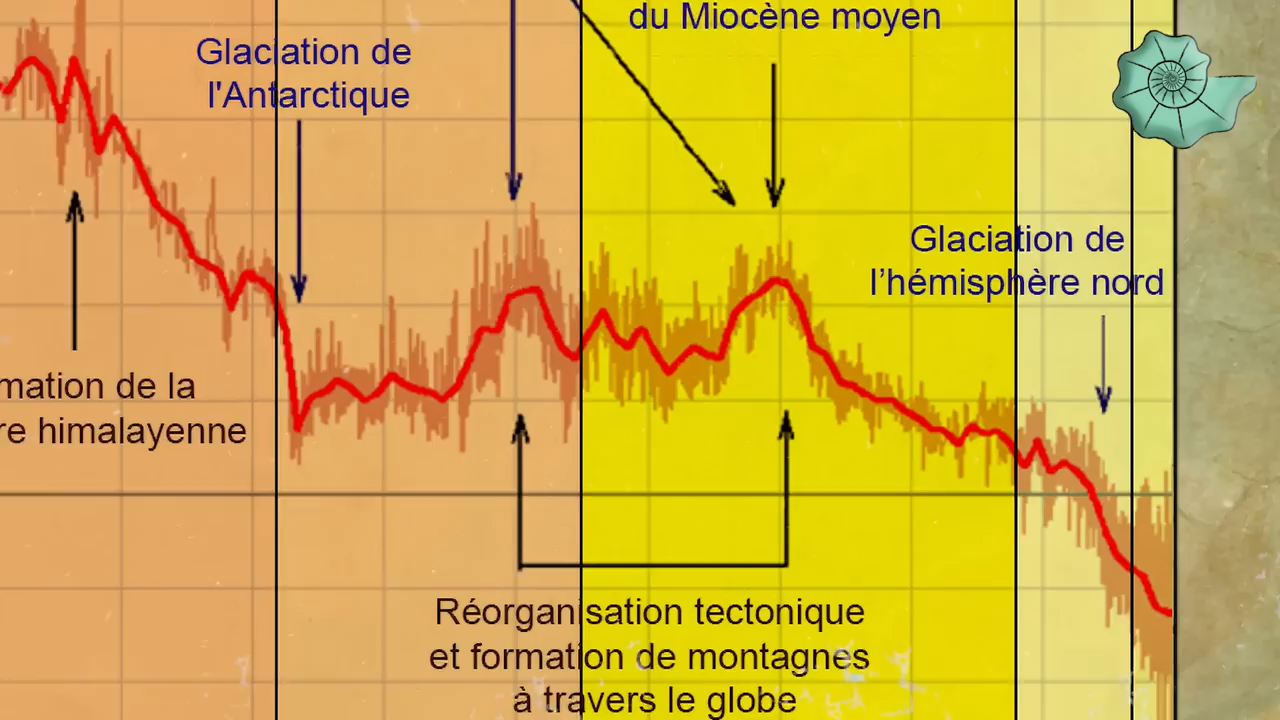 du Miocène moyen
Glaciation de
l'Antarctique
Glaciation de
l’hémisphère nord
mation de la
re himalayenne
Réorganisation tectonique
et formation de montagnes
à travers le globe